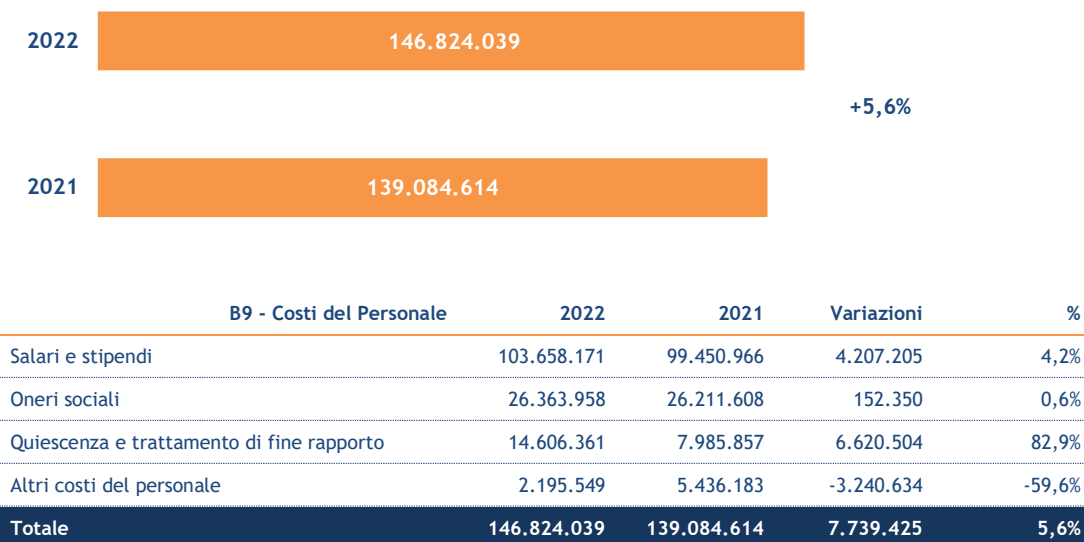 2022 146.824.039
+5,6%
2021 139.084.614
B9 - Costi del Personale 2022 2021 Variazioni %
Salari e stipendi 103.658.171 99.450.966 4.207.205 4,2%
Oneri sociali 26.363.958 26.211.608 152.350 0,6%
Quiescenza e trattamento di fine rapporto 14.606.361 7.985.857 6.620.504 82,9%
Altri costi del personale 2.195.549 5.436.183 -3.240.634 -59,6%
Totale 146.824.039 139.084.614 7.739.425 5,6%